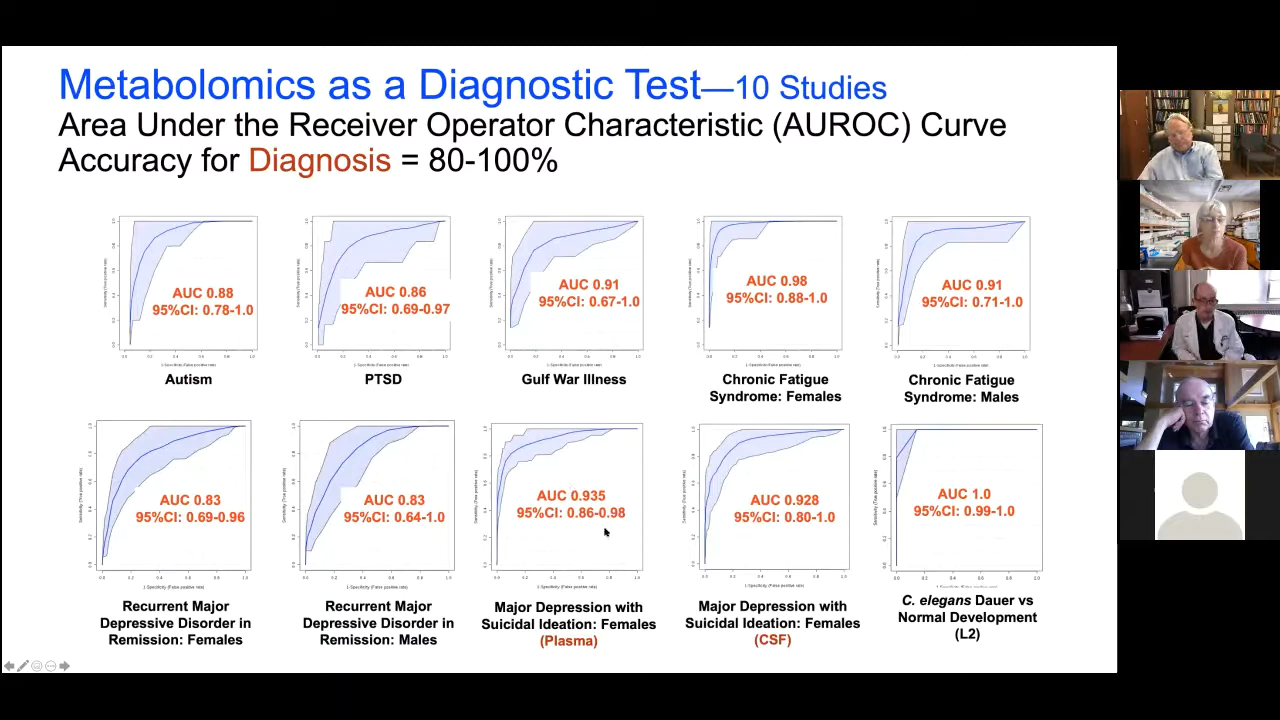 Metabolomics as a Diagnostic Test—10 Studies
Area Under the Receiver Operator Characteristic (AUROC) Curve
Accuracy for Diagnosis = 80-100%
AUC 0.88
95%CI: 0.78-1.0
Autism
AUC 0.86
95%CI: 0.69-0.97
PTSD
AUC 0.91
95%CI: 0.67-1.0
Gulf War Illness
AUC 0.98
95%CI: 0.88-1.0
Chronic Fatigue
Syndrome: Females
AUC 0.91
95%CI: 0.71-1.0
Chronic Fatigue
Syndrome: Males
AUC 0.83
95%CI: 0.69-0.96
Recurrent Major
Depressive Disorder in
Remission: Females
AUC 0.83
95%CI: 0.64-1.0
Recurrent Major
Depressive Disorder in
Remission: Males
AUC 0.935
95%CI: 0.86-0.98
Major Depression with
Suicidal Ideation: Females
(Plasma)
AUC 0.928
95%CI: 0.80-1.0
Major Depression with
Suicidal Ideation: Females
(CSF)
AUC 1.0
95%CI: 0.99-1.0
C. elegans Dauer vs
Normal Development
(L2)